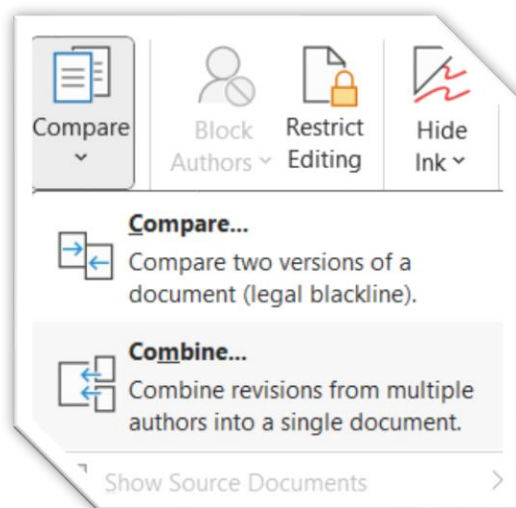 Compare
Block
Authors
Restrict
Editing
Hide
Ink
Compare...
Compare two versions of a
document (legal blackline).
Combine...
Combine revisions from multiple
authors into a single document.
Show Source Documents